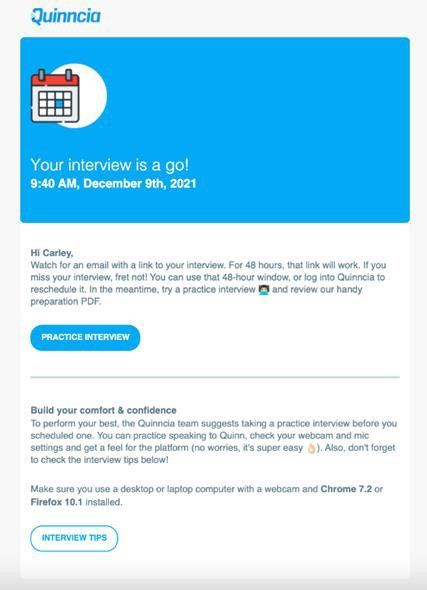 Quinncia
Your interview is a go!
9:40 AM, December 9th, 2021
Hi Carley,
Watch for an email with a link to your interview. For 48 hours, that link will work. If you
miss your interview, fret not! You can use that 48-hour window, or log into Quinncia to
reschedule it. In the meantime, try a practice interview 👨🏻‍💻 and review our handy
preparation PDF.
PRACTICE INTERVIEW
Build your comfort & confidence
To perform your best, the Quinncia team suggests taking a practice interview before you
scheduled one. You can practice speaking to Quinn, check your webcam and mic
settings and get a feel for the platform (no worries, it's super easy 👌🏻). Also, don't forget
to check the interview tips below!
Make sure you use a desktop or laptop computer with a webcam and Chrome 7.2 or
Firefox 10.1 installed.
INTERVIEW TIPS